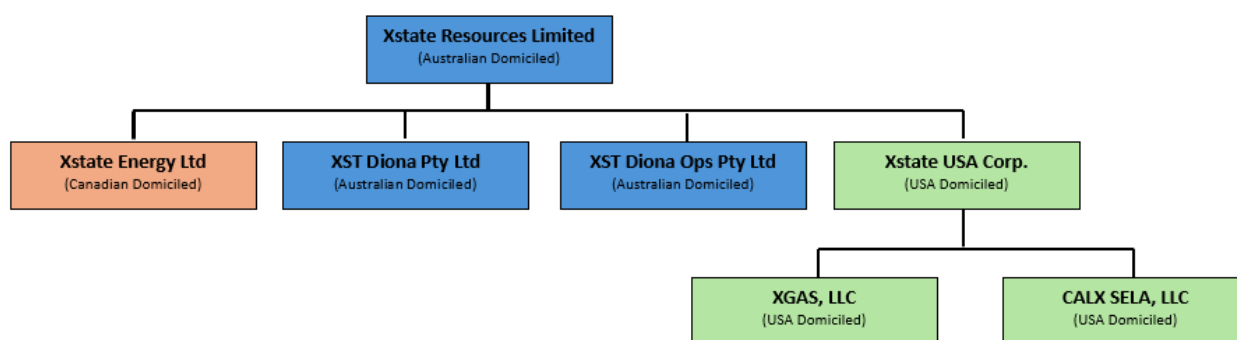 Xstate Resources Limited
(Australian Domiciled)
Xstate Energy Ltd
(Canadian Domiciled)
XST Diona Pty Ltd
(Australian Domiciled)
XST Diona Ops Pty Ltd
(Australian Domiciled)
Xstate USA Corp.
(USA Domiciled)
XGAS, LLC
(USA Domiciled)
CALX SELA, LLC
(USA Domiciled)